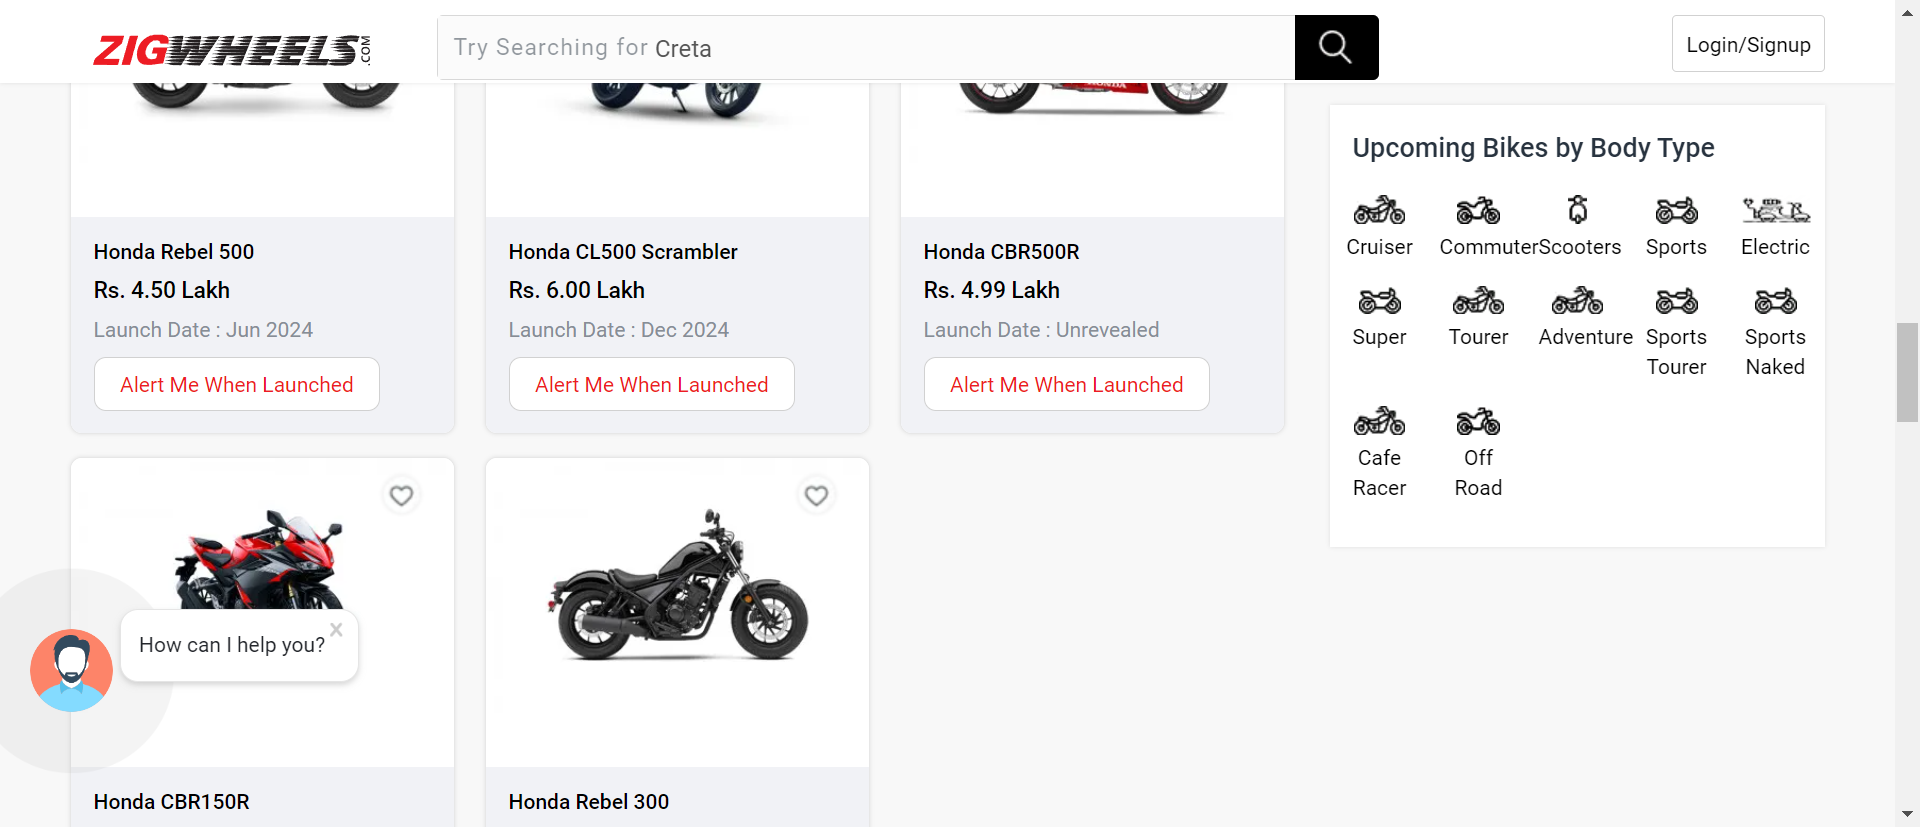 ZIGWHEELS.COM
Try Searching for Creta
Login/Signup
HONDA
Honda Rebel 500
Rs. 4.50 Lakh
Launch Date : Jun 2024
Alert Me When Launched
Honda CL500 Scrambler
Rs. 6.00 Lakh
Launch Date : Dec 2024
Alert Me When Launched
Honda CBR500R
Rs. 4.99 Lakh
Launch Date : Unrevealed
Alert Me When Launched
Upcoming Bikes by Body Type
Cruiser
Commuter
Scooters
Sports
Electric
Super
Tourer
Adventure
Sports
Tourer
Sports
Naked
Cafe
Racer
Off
Road
How can I help you?
Honda CBR150R
Honda Rebel 300